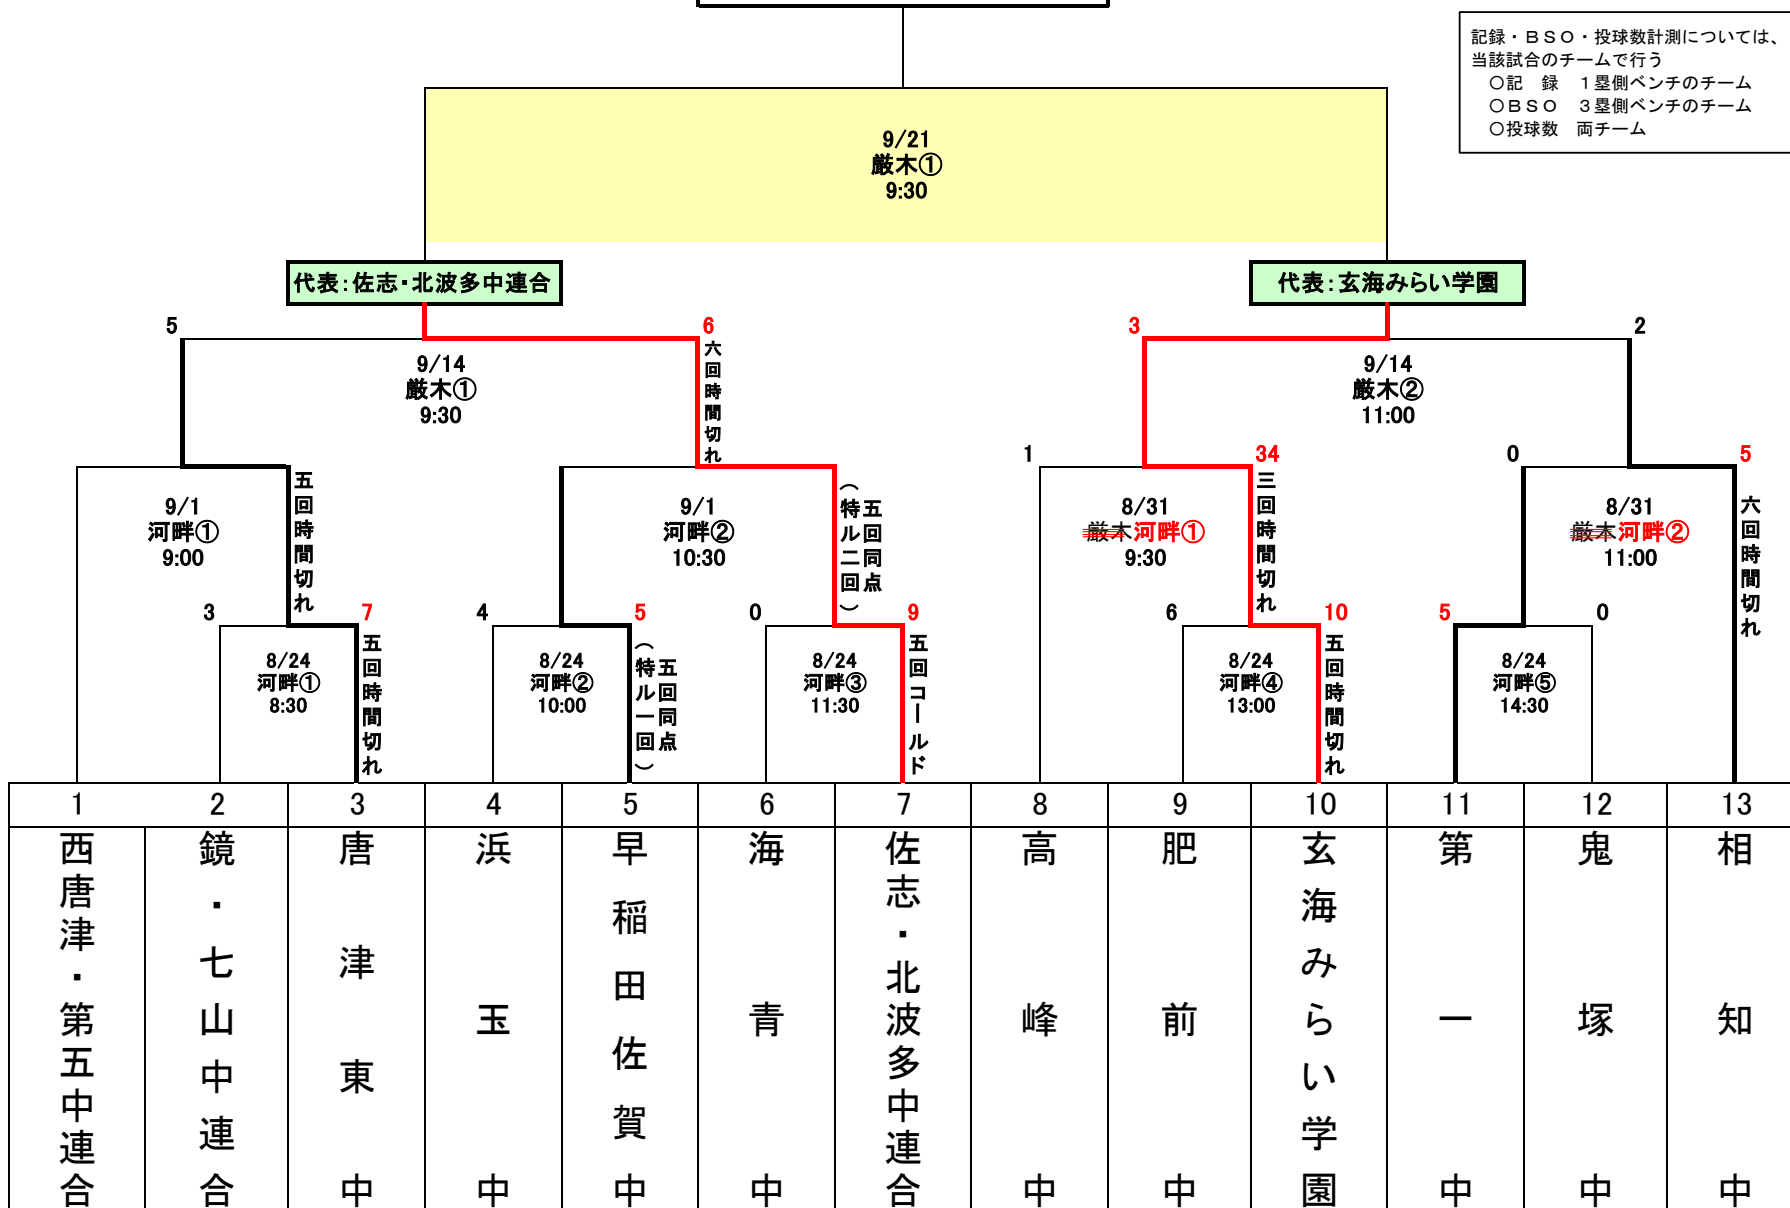 記録・ＢＳＯ・投球数計測については、
当該試合のチームで行う
○記　録　１塁側ベンチのチーム
○ＢＳＯ　３塁側ベンチのチーム
○投球数　両チーム
9/21
厳木①
9:30
代表：佐志・北波多中連合
代表：玄海みらい学園
5
6
3
2
9/14
厳木①
9:30
六回時間切れ
9/14
厳木②
11:00
1
34
0
5
9/1
河畔①
9:00
五回時間切れ
9/1
河畔②
10:30
五回同点
（特ル二回）
8/31
厳木河畔①
9:30
三回時間切れ
8/31
厳木河畔②
11:00
六回時間切れ
3
7
4
5
0
9
6
10
5
0
8/24
河畔①
8:30
五回時間切れ
8/24
河畔②
10:00
五回同点
（特ル一回）
8/24
河畔③
11:30
五回コールド
8/24
河畔④
13:00
五回時間切れ
8/24
河畔⑤
14:30
1
2
3
4
5
6
7
8
9
10
11
12
13
西唐津・第五中連合
鏡・七山中連合
唐津東中
浜玉中
早稲田佐賀中
海青中
佐志・北波多中連合
高峰中
肥前中
玄海みらい学園
第一中
鬼塚中
相知中